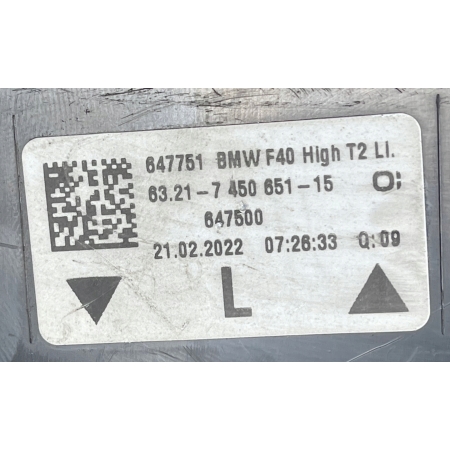 647751 BMW F40 High T2 LI.
63.21-7 450 651-15 O;
647500
21.02.2022 07:26:33 Q:09
L